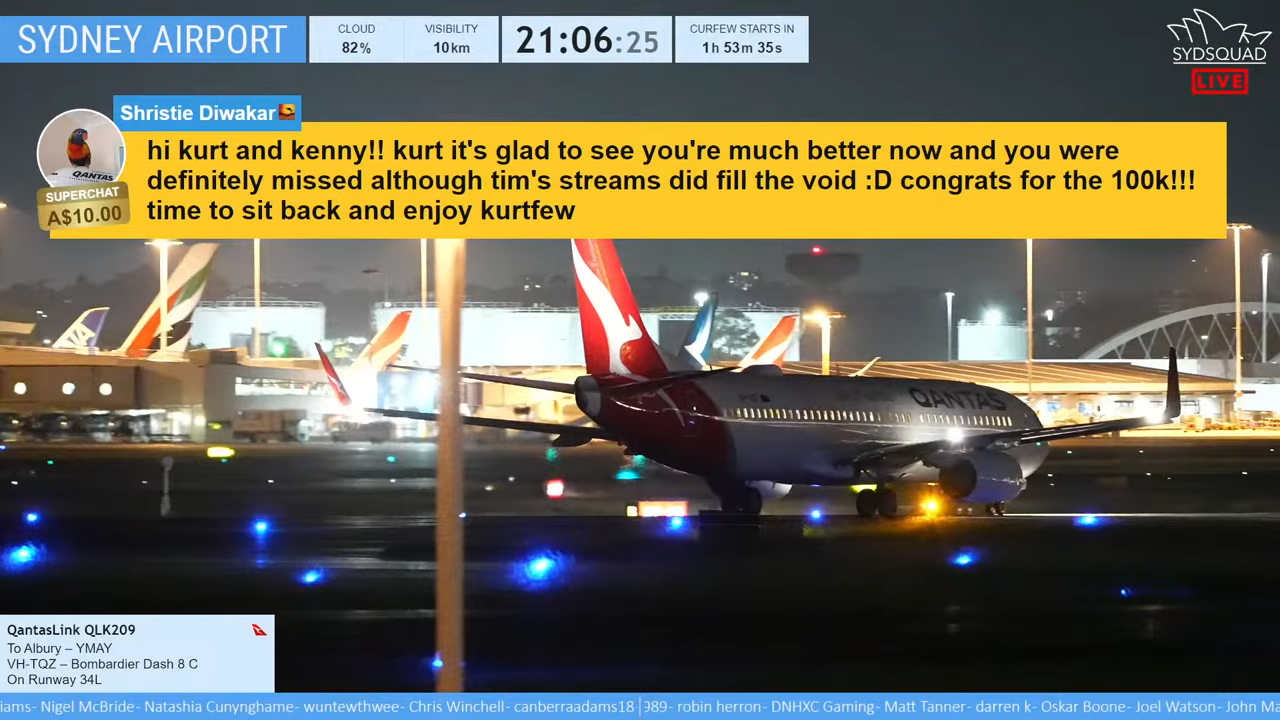 SYDNEY AIRPORT
CLOUD
82%
VISIBILITY
10km
21:06:25
CURFEW STARTS IN
1h 53m 35s
SYDSQUAD
LIVE
Shristie Diwakar
hi kurt and kenny!! kurt it's glad to see you're much better now and you were
definitely missed although tim's streams did fill the void :D congrats for the 100k!!!
time to sit back and enjoy kurtfew
QANTAS
SUPERCHAT
A$10.00
QANTAS
QantasLink QLK209
To Albury – YMAY
VH-TQZ – Bombardier Dash 8 C
On Runway 34L
iams- Nigel McBride- Natashia Cunynghame- wuntewthwee- Chris Winchell- canberraadams18 989- robin herron- DNHXC Gaming- Matt Tanner- darren k- Oskar Boone- Joel Watson- John Ma